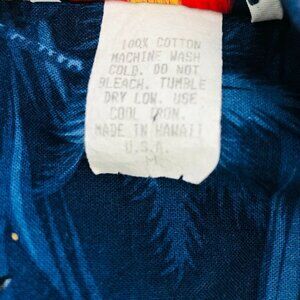 100% COTTON
MACHINE WASH
COLD. DO NOT
BLEACH. TUMBLE
DRY LOW. USE
COOL IRON.
MADE IN HAWAII
U.S.A.
M